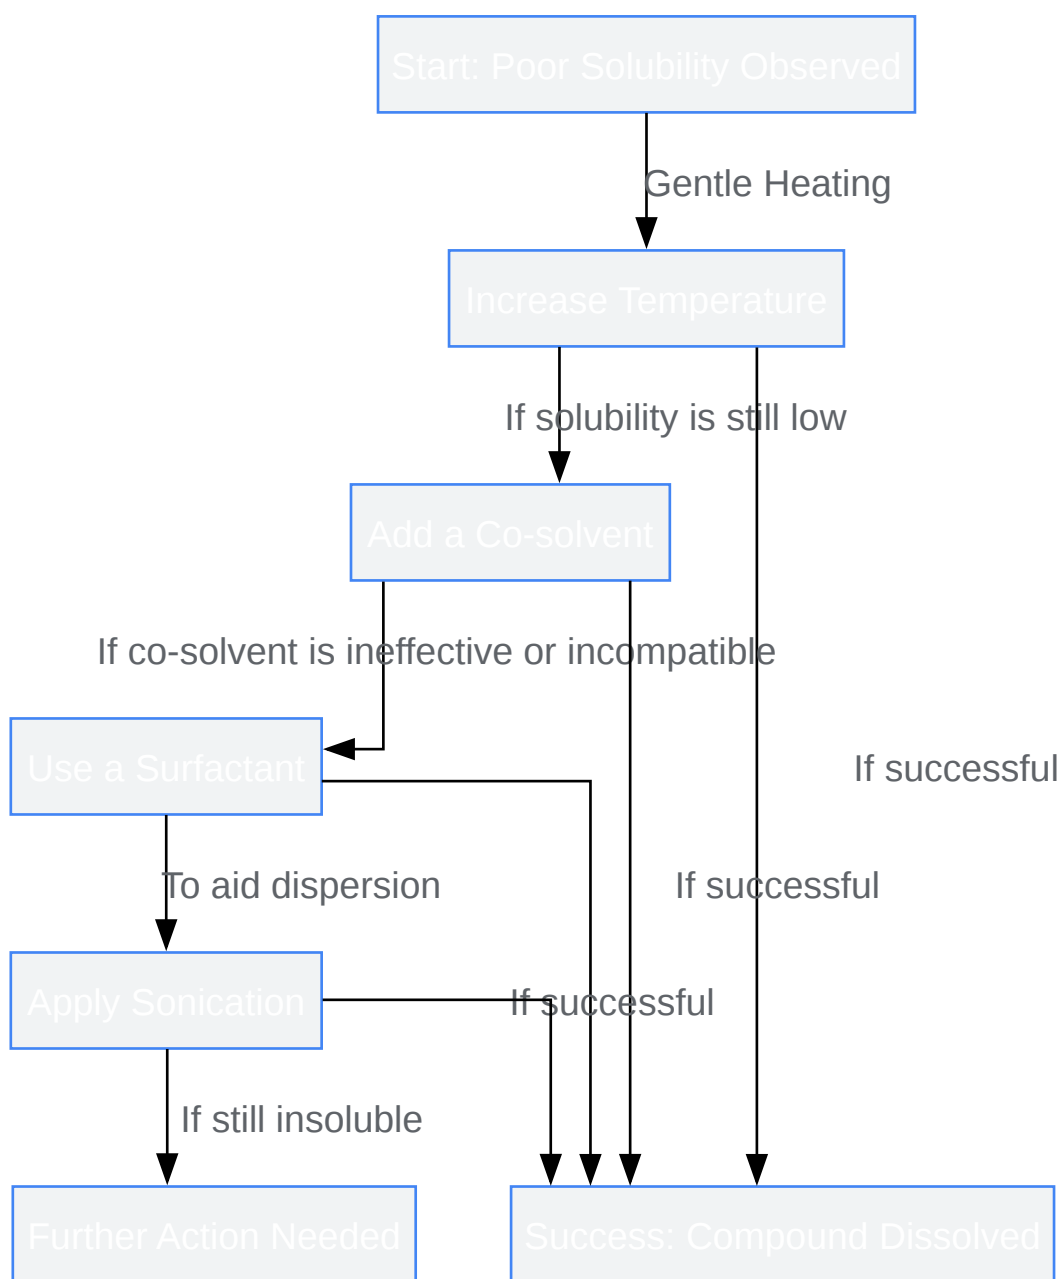 Start: Poor Solubility Observed
Gentle Heating
Increase Temperature
If solubility is still low
Add a Co-solvent
If co-solvent is ineffective or incompatible
Use a Surfactant
If successful
To aid dispersion
If successful
Apply Sonication
If successful
If still insoluble
Further Action Needed
Success: Compound Dissolved